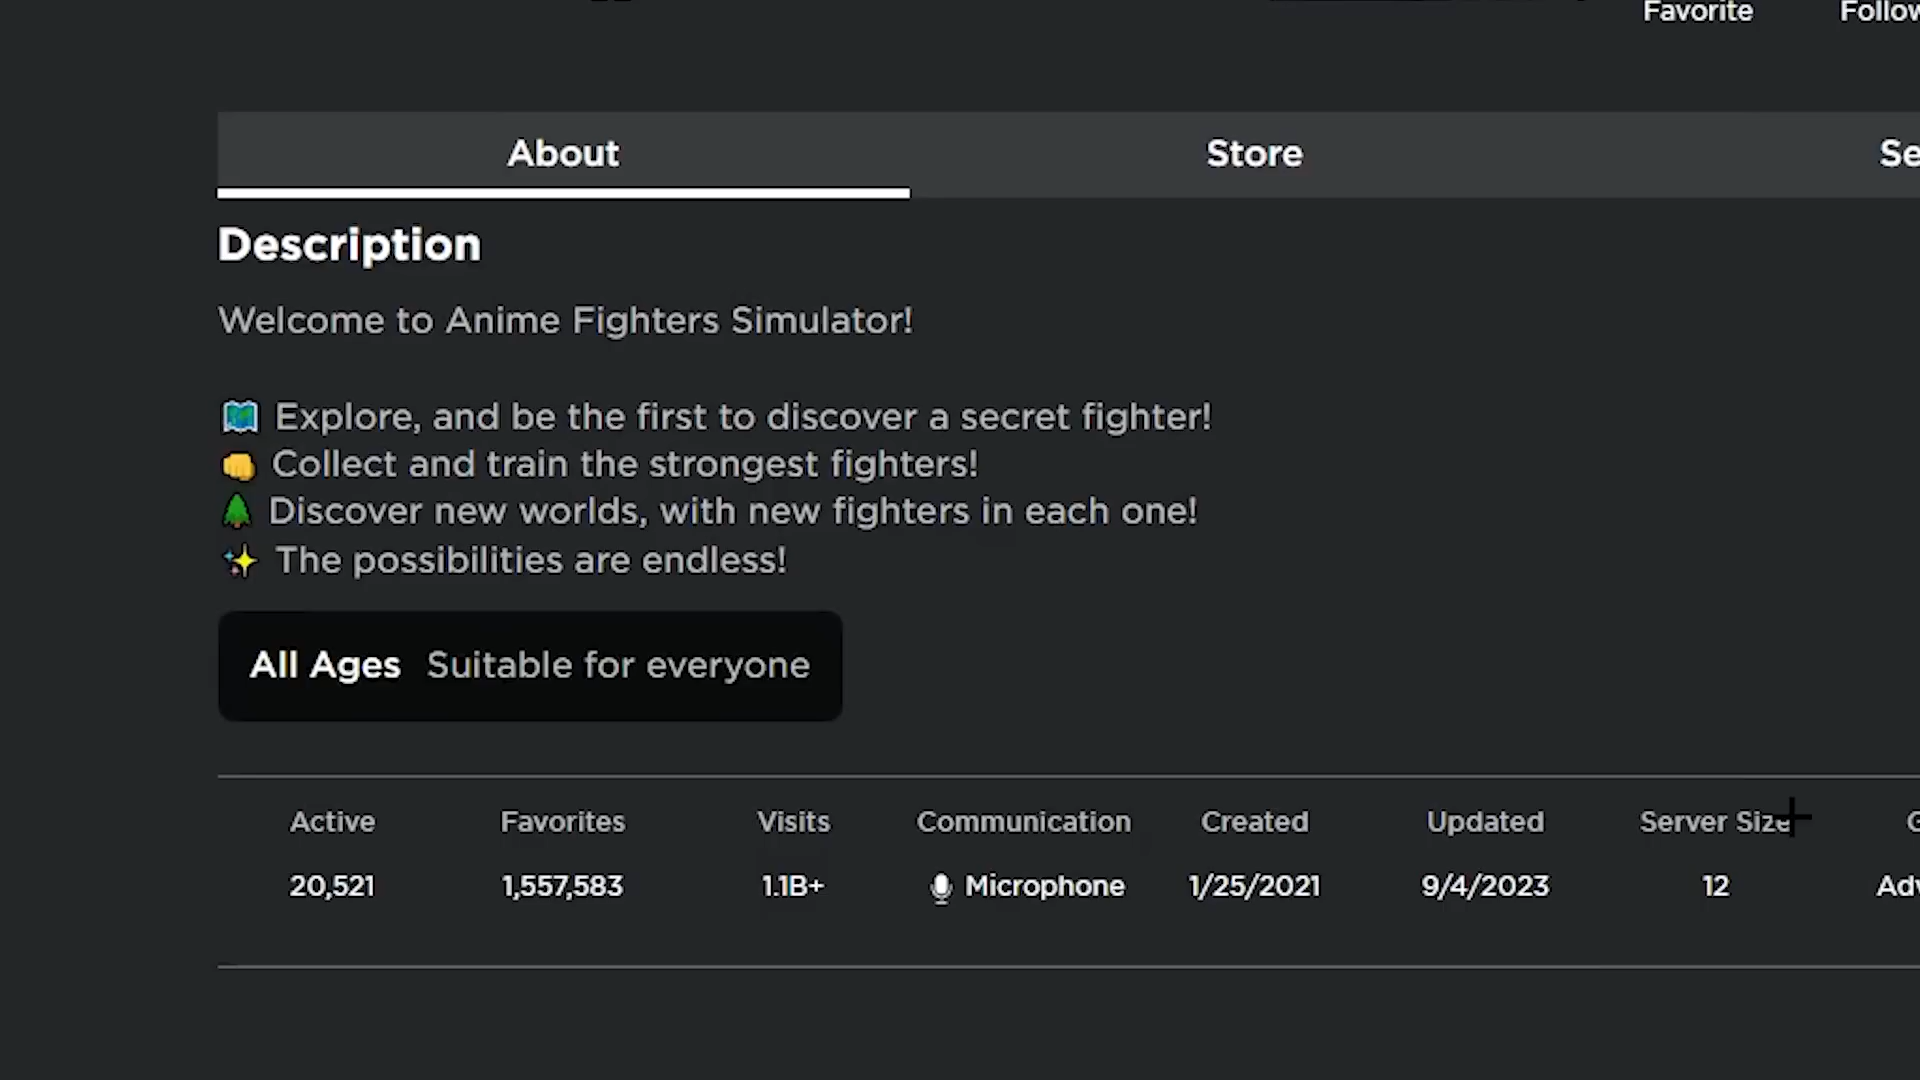 Favorite
About Store
Description
Welcome to Anime Fighters Simulator!
Explore, and be the first to discover a secret fighter!
Collect and train the strongest fighters!
Discover new worlds, with new fighters in each one!
The possibilities are endless!
All Ages Suitable for everyone
Active Favorites Visits Communication Created Updated Server Size
20,521 1,557,583 1.1B+ Microphone 1/25/2021 9/4/2023 12